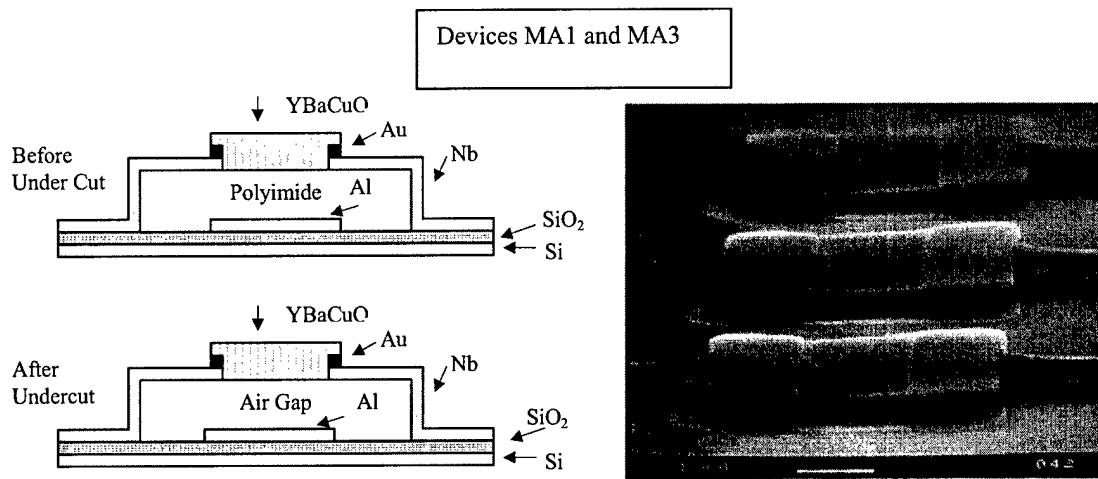 Devices MA1 and MA3
YBaCuO
Au
Before
Under Cut
Nb
Polyimide
Al
SiO₂
Si
YBaCuO
Au
After
Undercut
Nb
Air Gap
Al
SiO₂
Si